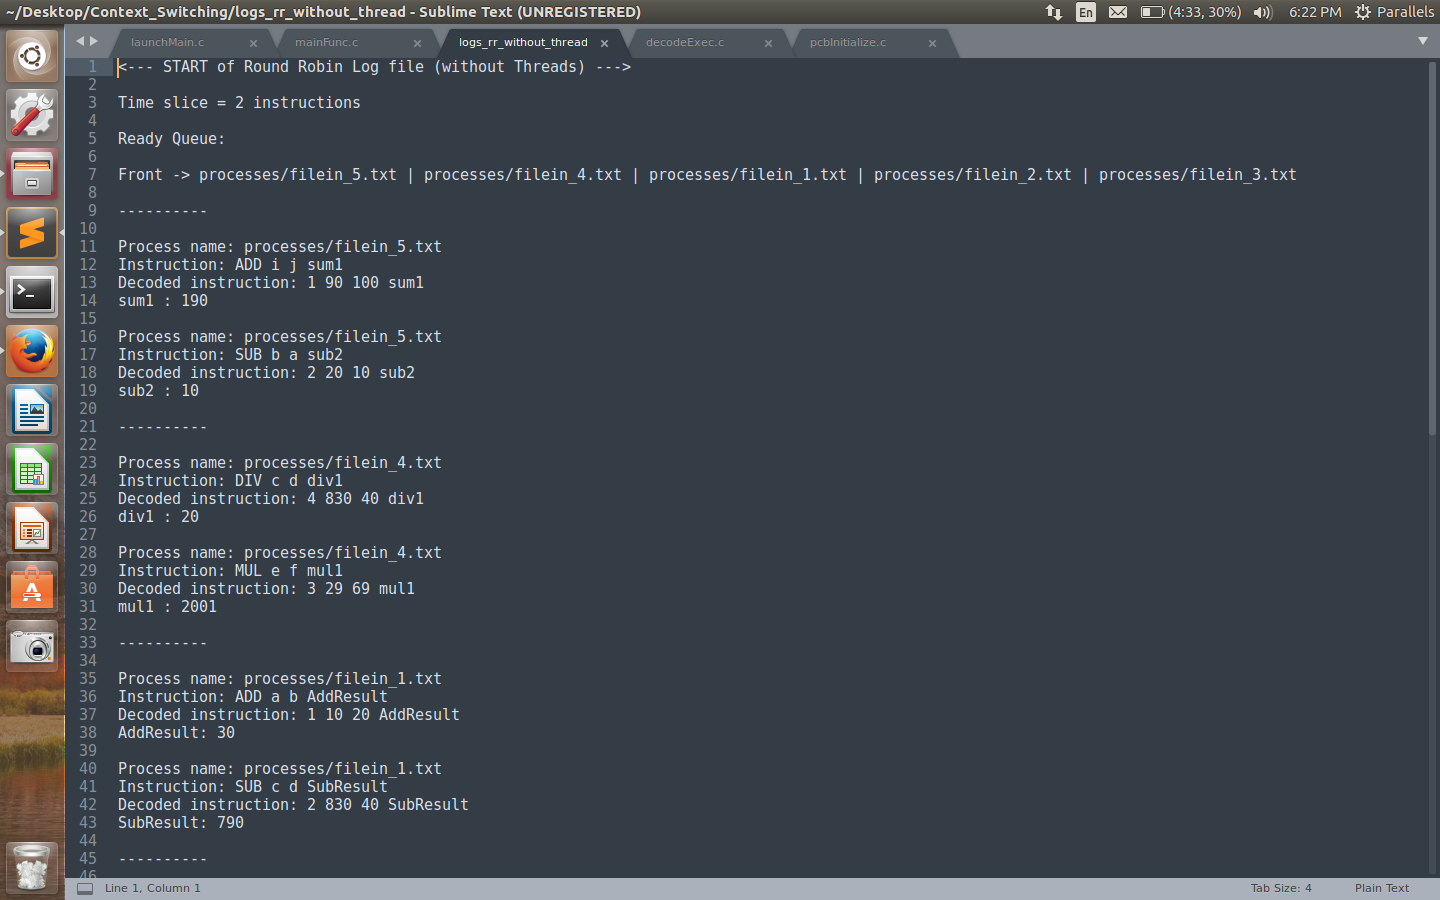 ~/Desktop/Context_Switching/logs_rr_without_thread - Sublime Text (UNREGISTERED)
En
(4:33, 30%)
6:22 PM
Parallels
launchMain.c ×
mainFunc.c ×
logs_rr_without_thread ×
decodeExec.c ×
pcbInitialize.c ×
1 <--- START of Round Robin Log file (without Threads) --->
2
3 Time slice = 2 instructions
4
5 Ready Queue:
6
7 Front -> processes/filein_5.txt | processes/filein_4.txt | processes/filein_1.txt | processes/filein_2.txt | processes/filein_3.txt
8
9 ----------
10
11 Process name: processes/filein_5.txt
12 Instruction: ADD i j sum1
13 Decoded instruction: 1 90 100 sum1
14 sum1 : 190
15
16 Process name: processes/filein_5.txt
17 Instruction: SUB b a sub2
18 Decoded instruction: 2 20 10 sub2
19 sub2 : 10
20
21 ----------
22
23 Process name: processes/filein_4.txt
24 Instruction: DIV c d div1
25 Decoded instruction: 4 830 40 div1
26 div1 : 20
27
28 Process name: processes/filein_4.txt
29 Instruction: MUL e f mul1
30 Decoded instruction: 3 29 69 mul1
31 mul1 : 2001
32
33 ----------
34
35 Process name: processes/filein_1.txt
36 Instruction: ADD a b AddResult
37 Decoded instruction: 1 10 20 AddResult
38 AddResult: 30
39
40 Process name: processes/filein_1.txt
41 Instruction: SUB c d SubResult
42 Decoded instruction: 2 830 40 SubResult
43 SubResult: 790
44
45 ----------
46
Line 1, Column 1
Tab Size: 4
Plain Text